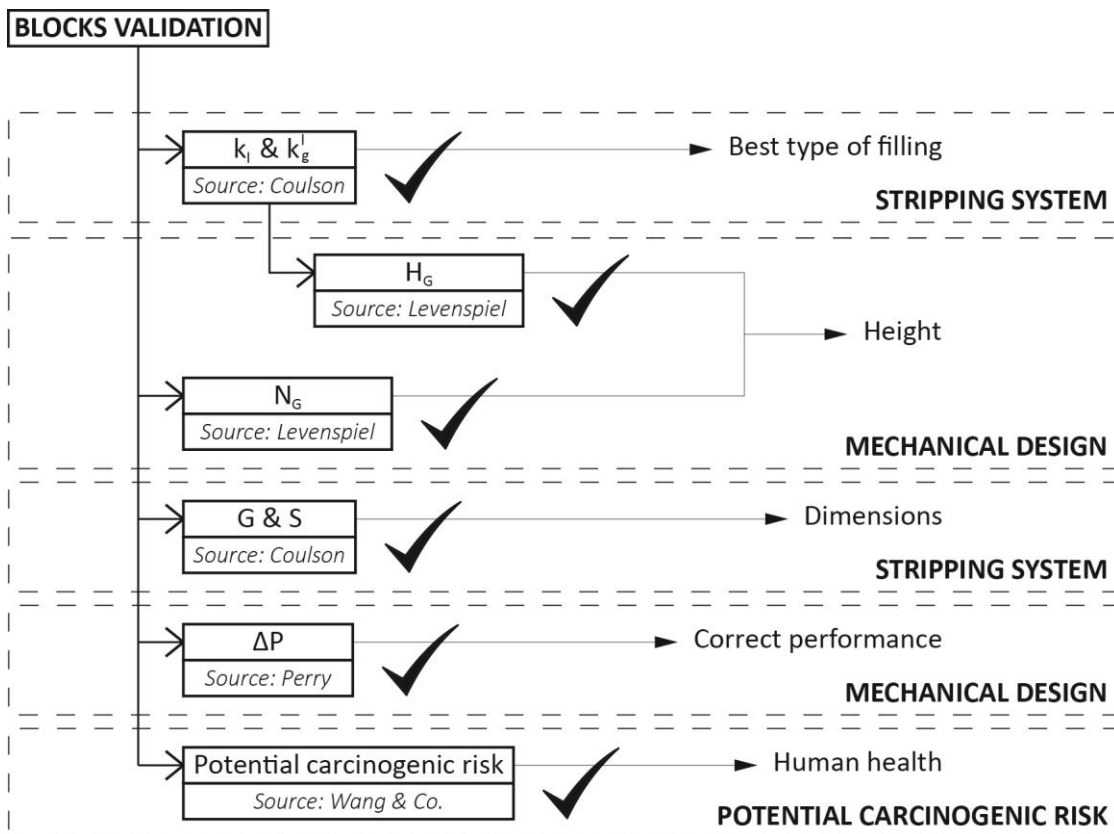 BLOCKS VALIDATION
kₗ & kᵍˡ
Best type of filling
Source: Coulson
STRIPPING SYSTEM
H_G
Source: Levenspiel
Height
N_G
Source: Levenspiel
MECHANICAL DESIGN
G & S
Dimensions
Source: Coulson
STRIPPING SYSTEM
ΔP
Correct performance
Source: Perry
MECHANICAL DESIGN
Potential carcinogenic risk
Human health
Source: Wang & Co.
POTENTIAL CARCINOGENIC RISK